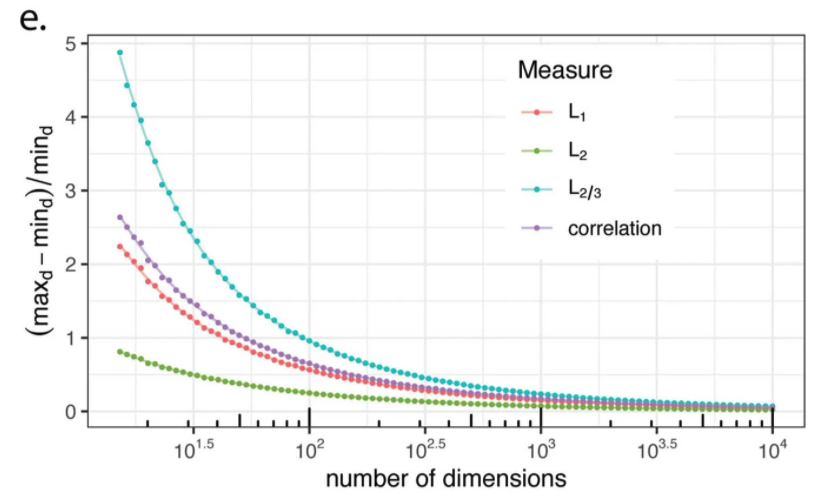 e.
(max_d − min_d)/min_d
5
4
3
2
1
0
Measure
L₁
L₂
L₂/₃
correlation
10^1.5
10^2
10^2.5
10^3
10^3.5
10^4
number of dimensions